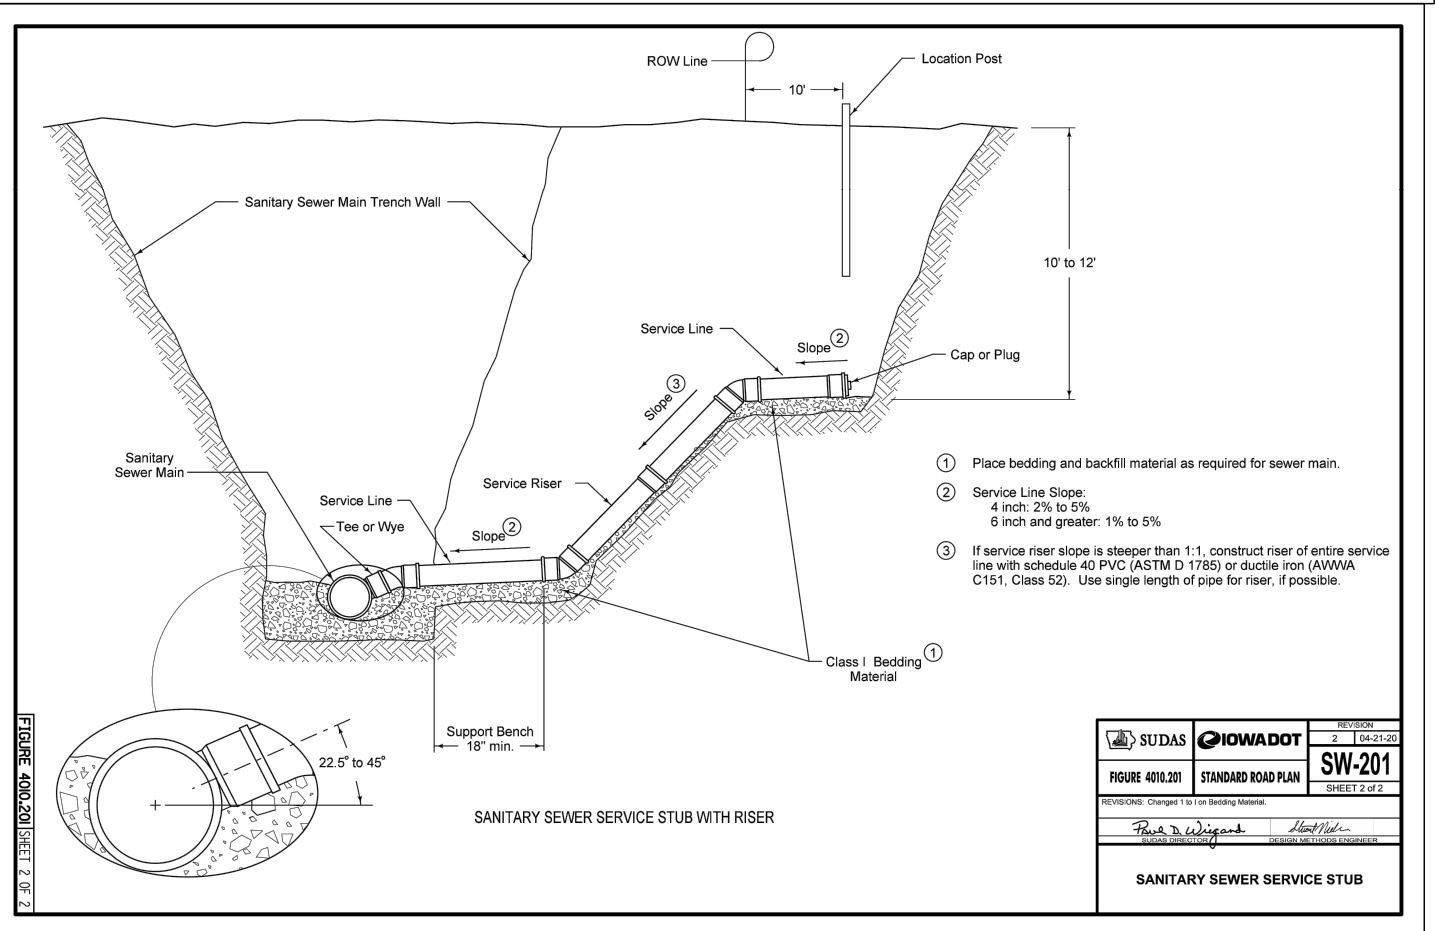 ROW Line
Location Post
10'
Sanitary Sewer Main Trench Wall
10' to 12'
Service Line
Slope 2
Cap or Plug
Slope 3
Sanitary
Sewer Main
Service Riser
Service Line
Tee or Wye
Slope 2
1 Place bedding and backfill material as required for sewer main.
2 Service Line Slope:
4 inch: 2% to 5%
6 inch and greater: 1% to 5%
3 If service riser slope is steeper than 1:1, construct riser of entire service
line with schedule 40 PVC (ASTM D 1785) or ductile iron (AWWA
C151, Class 52). Use single length of pipe for riser, if possible.
Class I Bedding 1
Material
Support Bench
18" min.
22.5° to 45°
SANITARY SEWER SERVICE STUB WITH RISER
FIGURE 4010.201 SHEET 2 OF 2
SUDAS
IOWADOT
REVISION
2 04-21-20
FIGURE 4010.201
STANDARD ROAD PLAN
SW-201
SHEET 2 of 2
REVISIONS: Changed 1 to I on Bedding Material.
Paul D. Wiegand
SUDAS DIRECTOR
DESIGN METHODS ENGINEER
SANITARY SEWER SERVICE STUB